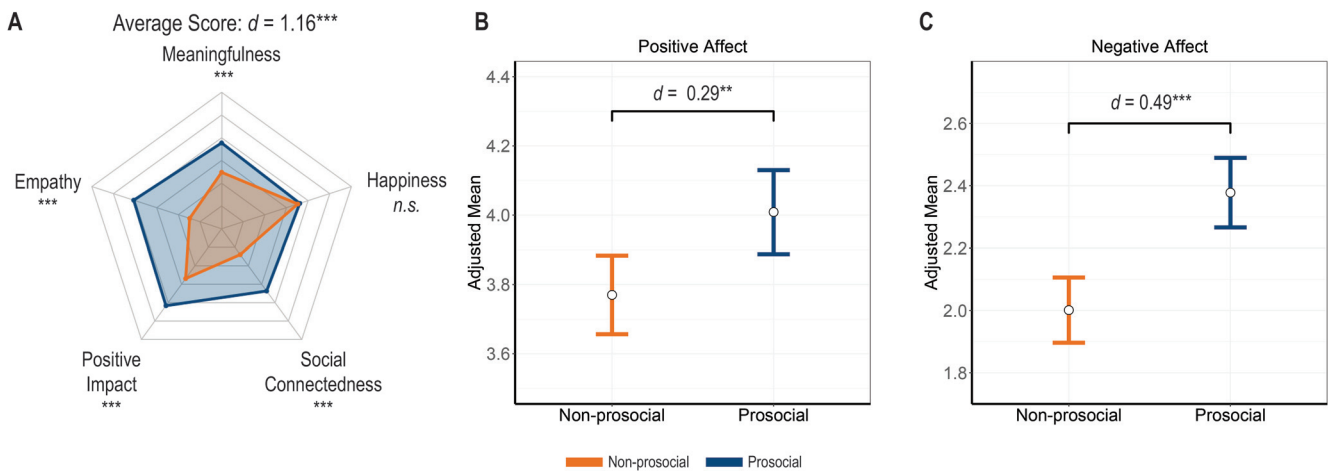 A
Average Score: d = 1.16***
Meaningfulness
***
Empathy
***
Happiness
n.s.
Positive
Impact
***
Social
Connectedness
***
B
Positive Affect
d = 0.29**
4.4
4.2
4.0
3.8
3.6
Adjusted Mean
Non-prosocial
Prosocial
C
Negative Affect
d = 0.49***
2.6
2.4
2.2
2.0
1.8
Adjusted Mean
Non-prosocial
Prosocial
Non-prosocial
Prosocial